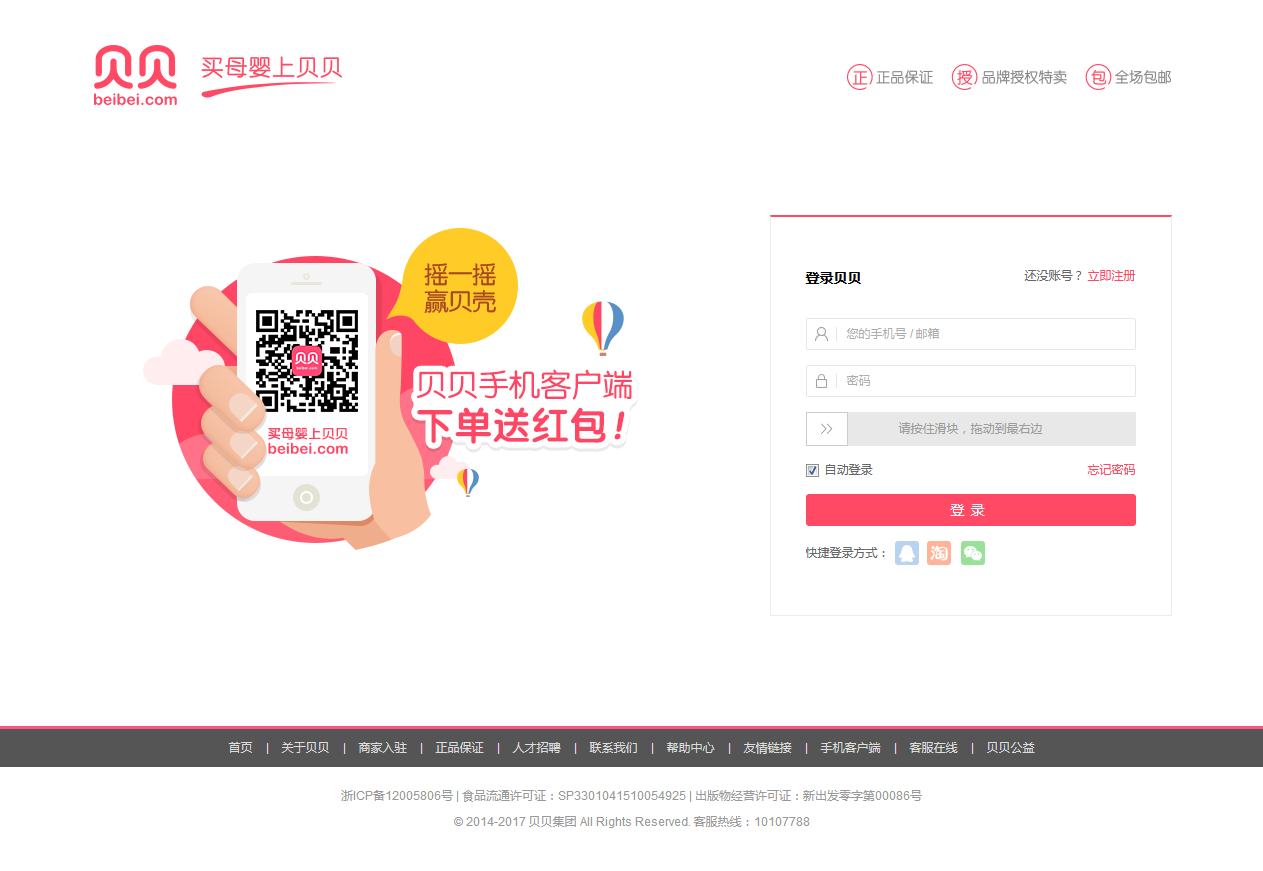 贝贝
beibei.com
买母婴上贝贝
正 正品保证
授 品牌授权特卖
包 全场包邮
摇一摇
赢贝壳
贝贝
beibei.com
买母婴上贝贝
beibei.com
贝贝手机客户端
下单送红包!
登录贝贝
还没账号？ 立即注册
您的手机号 / 邮箱
密码
>> 请按住滑块，拖动到最右边
自动登录
忘记密码
登 录
快捷登录方式：
淘
首页 | 关于贝贝 | 商家入驻 | 正品保证 | 人才招聘 | 联系我们 | 帮助中心 | 友情链接 | 手机客户端 | 客服在线 | 贝贝公益
浙ICP备12005806号 | 食品流通许可证：SP3301041510054925 | 出版物经营许可证：新出发零字第00086号
© 2014-2017 贝贝集团 All Rights Reserved. 客服热线：10107788